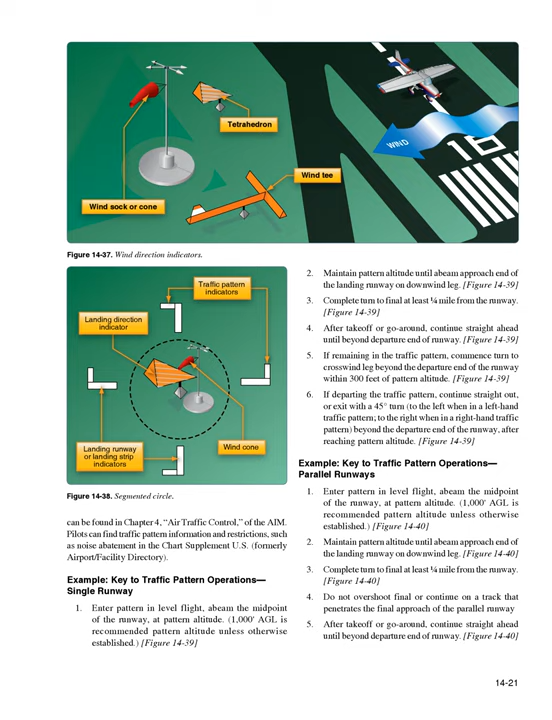 Tetrahedron
WIND
16
Wind tee
Wind sock or cone
Figure 14-37. Wind direction indicators.
Traffic pattern
indicators
Landing direction
indicator
Landing runway
or landing strip
indicators
Wind cone
Figure 14-38. Segmented circle.
can be found in Chapter 4, “Air Traffic Control,” of the AIM.
Pilots can find traffic pattern information and restrictions, such
as noise abatement in the Chart Supplement U.S. (formerly
Airport/Facility Directory).
Example: Key to Traffic Pattern Operations—
Single Runway
1. Enter pattern in level flight, abeam the midpoint
of the runway, at pattern altitude. (1,000' AGL is
recommended pattern altitude unless otherwise
established.) [Figure 14-39]
2. Maintain pattern altitude until abeam approach end of
the landing runway on downwind leg. [Figure 14-39]
3. Complete turn to final at least ¼ mile from the runway.
[Figure 14-39]
4. After takeoff or go-around, continue straight ahead
until beyond departure end of runway. [Figure 14-39]
5. If remaining in the traffic pattern, commence turn to
crosswind leg beyond the departure end of the runway
within 300 feet of pattern altitude. [Figure 14-39]
6. If departing the traffic pattern, continue straight out,
or exit with a 45° turn (to the left when in a left-hand
traffic pattern; to the right when in a right-hand traffic
pattern) beyond the departure end of the runway, after
reaching pattern altitude. [Figure 14-39]
Example: Key to Traffic Pattern Operations—
Parallel Runways
1. Enter pattern in level flight, abeam the midpoint
of the runway, at pattern altitude. (1,000' AGL is
recommended pattern altitude unless otherwise
established.) [Figure 14-40]
2. Maintain pattern altitude until abeam approach end of
the landing runway on downwind leg. [Figure 14-40]
3. Complete turn to final at least ¼ mile from the runway.
[Figure 14-40]
4. Do not overshoot final or continue on a track that
penetrates the final approach of the parallel runway
5. After takeoff or go-around, continue straight ahead
until beyond departure end of runway. [Figure 14-40]
14-21